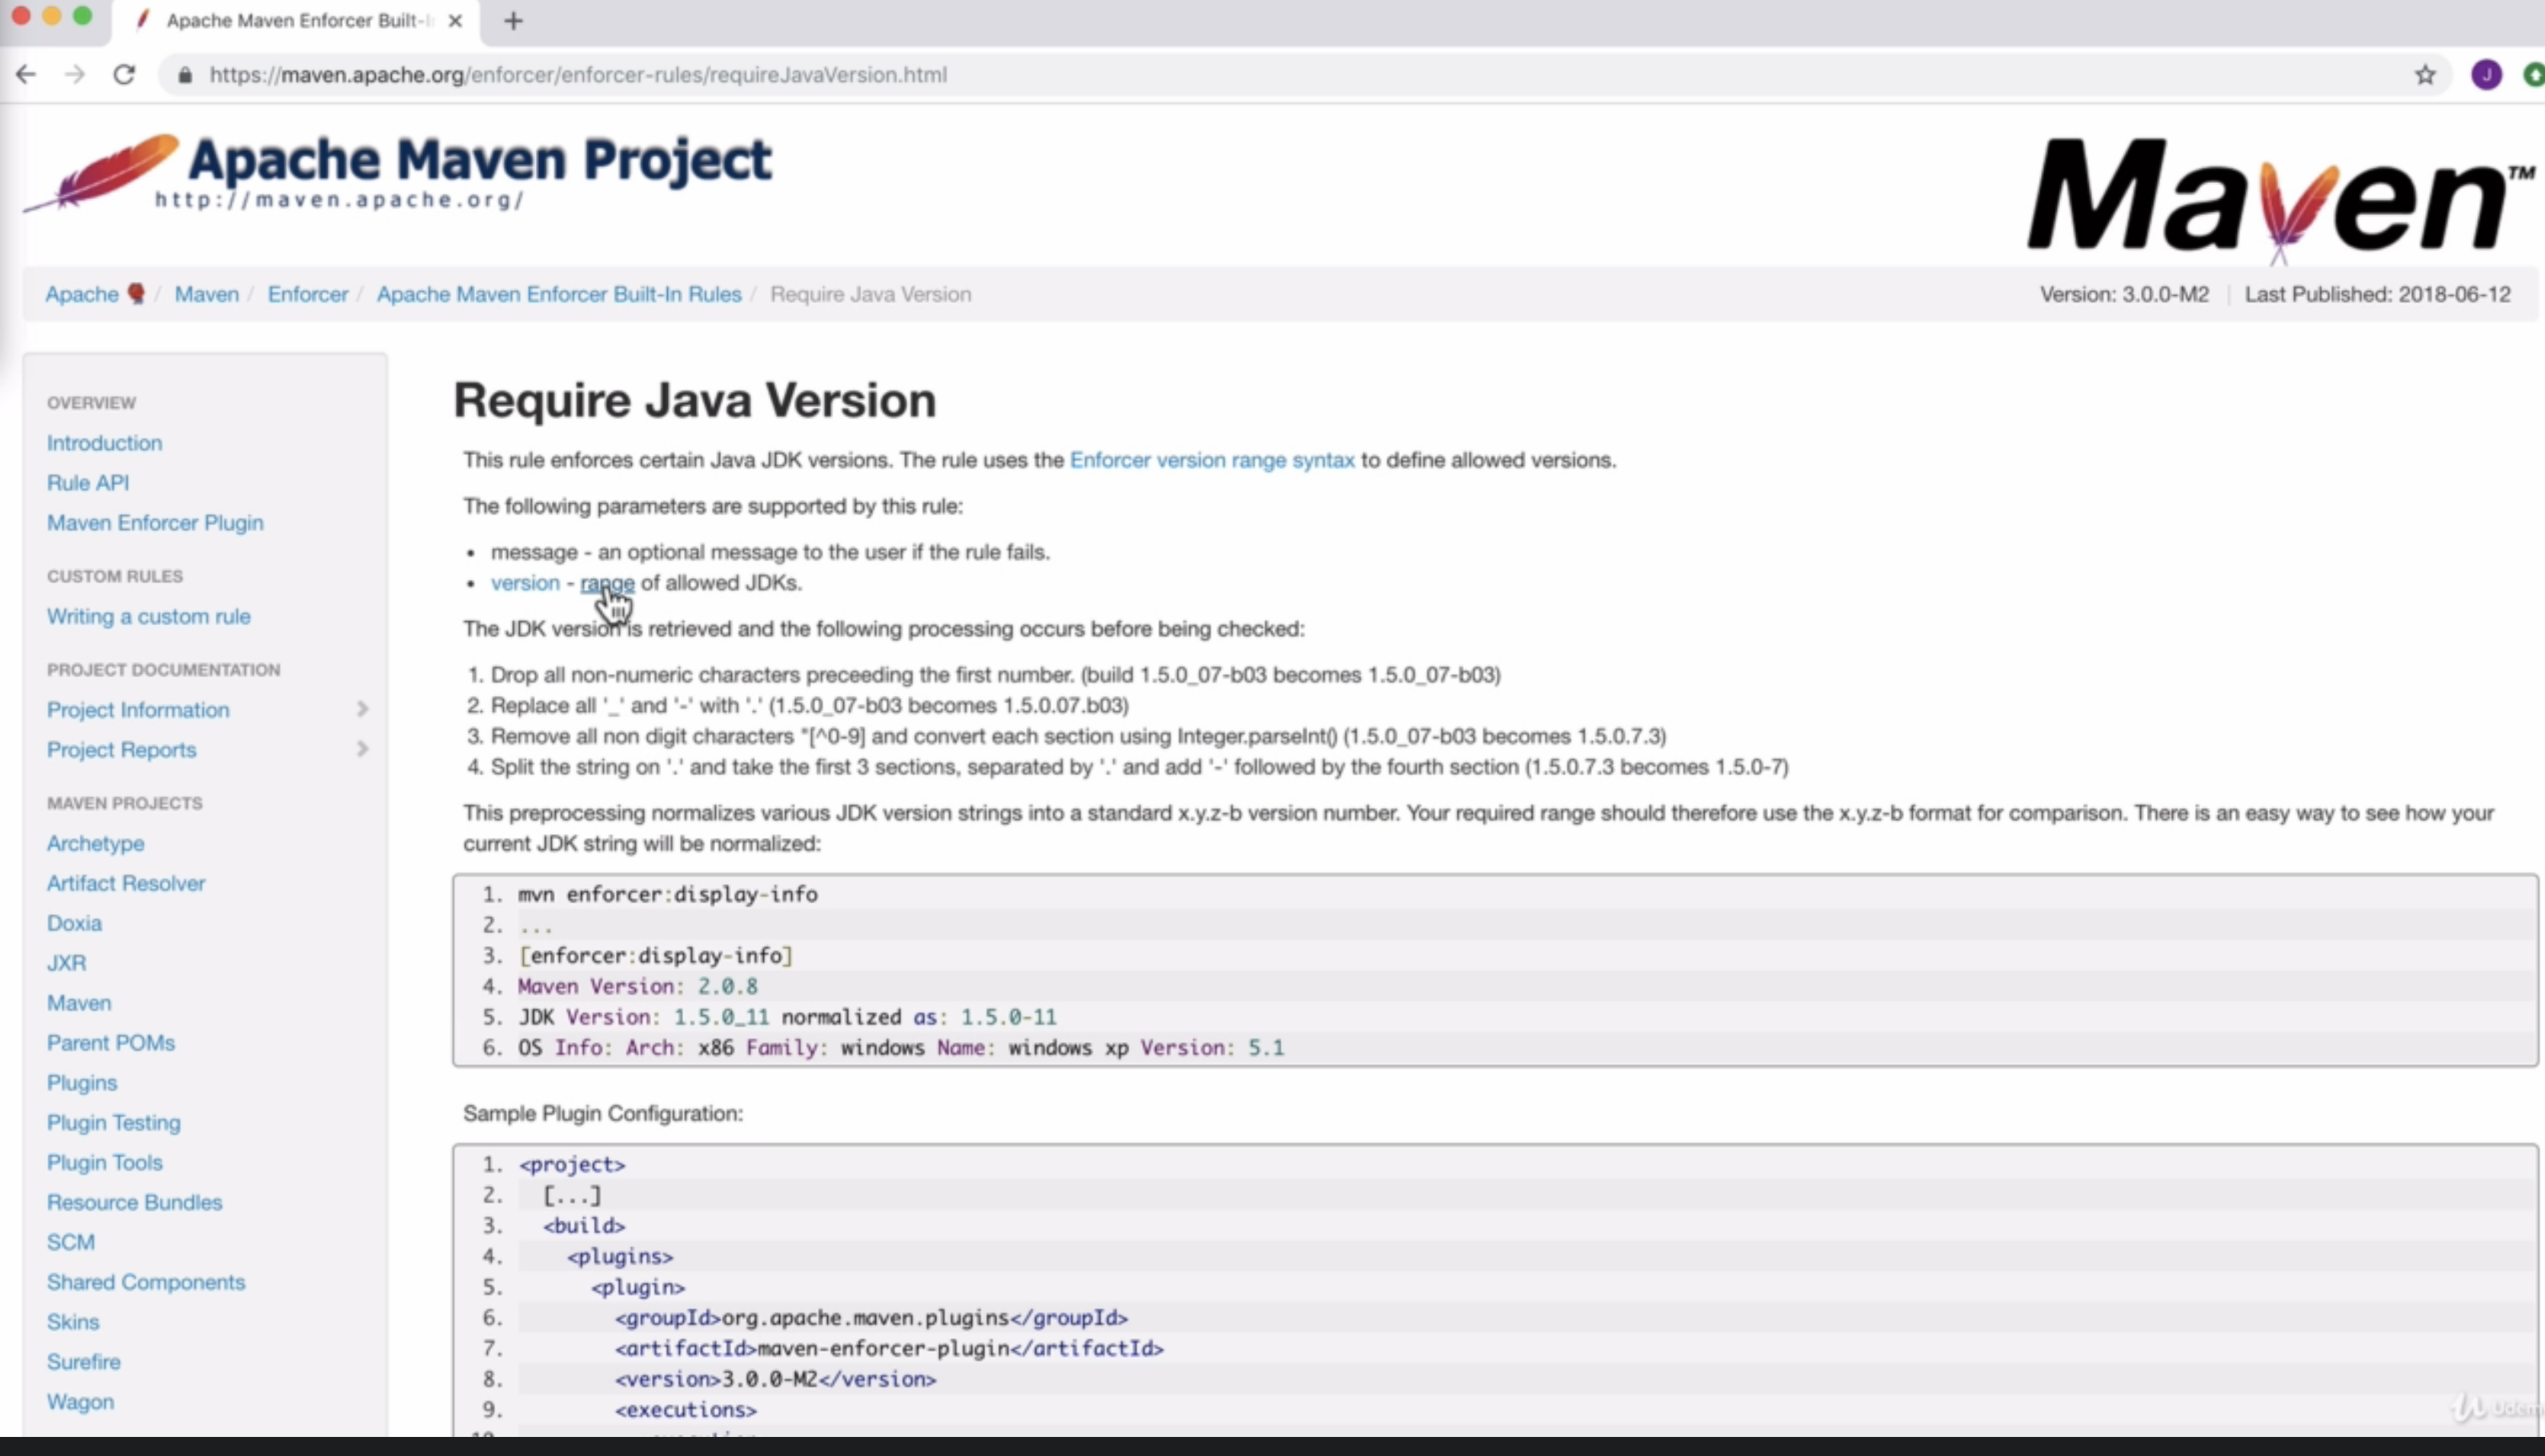 Apache Maven Enforcer Built-I
https://maven.apache.org/enforcer/enforcer-rules/requireJavaVersion.html
J
Apache Maven Project
http://maven.apache.org/
Maven™
Apache / Maven / Enforcer / Apache Maven Enforcer Built-In Rules / Require Java Version
Version: 3.0.0-M2 | Last Published: 2018-06-12
OVERVIEW
Introduction
Rule API
Maven Enforcer Plugin
CUSTOM RULES
Writing a custom rule
PROJECT DOCUMENTATION
Project Information
Project Reports
MAVEN PROJECTS
Archetype
Artifact Resolver
Doxia
JXR
Maven
Parent POMs
Plugins
Plugin Testing
Plugin Tools
Resource Bundles
SCM
Shared Components
Skins
Surefire
Wagon
Require Java Version
This rule enforces certain Java JDK versions. The rule uses the Enforcer version range syntax to define allowed versions.
The following parameters are supported by this rule:
• message - an optional message to the user if the rule fails.
• version - range of allowed JDKs.
The JDK version is retrieved and the following processing occurs before being checked:
1. Drop all non-numeric characters preceeding the first number. (build 1.5.0_07-b03 becomes 1.5.0_07-b03)
2. Replace all '_' and '-' with '.' (1.5.0_07-b03 becomes 1.5.0.07.b03)
3. Remove all non digit characters "[^0-9] and convert each section using Integer.parseInt() (1.5.0_07-b03 becomes 1.5.0.7.3)
4. Split the string on '.' and take the first 3 sections, separated by '.' and add '-' followed by the fourth section (1.5.0.7.3 becomes 1.5.0-7)
This preprocessing normalizes various JDK version strings into a standard x.y.z-b version number. Your required range should therefore use the x.y.z-b format for comparison. There is an easy way to see how your
current JDK string will be normalized:
1. mvn enforcer:display-info
2. ...
3. [enforcer:display-info]
4. Maven Version: 2.0.8
5. JDK Version: 1.5.0_11 normalized as: 1.5.0-11
6. OS Info: Arch: x86 Family: windows Name: windows xp Version: 5.1
Sample Plugin Configuration:
1. <project>
2. [...]
3. <build>
4. <plugins>
5. <plugin>
6. <groupId>org.apache.maven.plugins</groupId>
7. <artifactId>maven-enforcer-plugin</artifactId>
8. <version>3.0.0-M2</version>
9. <executions>